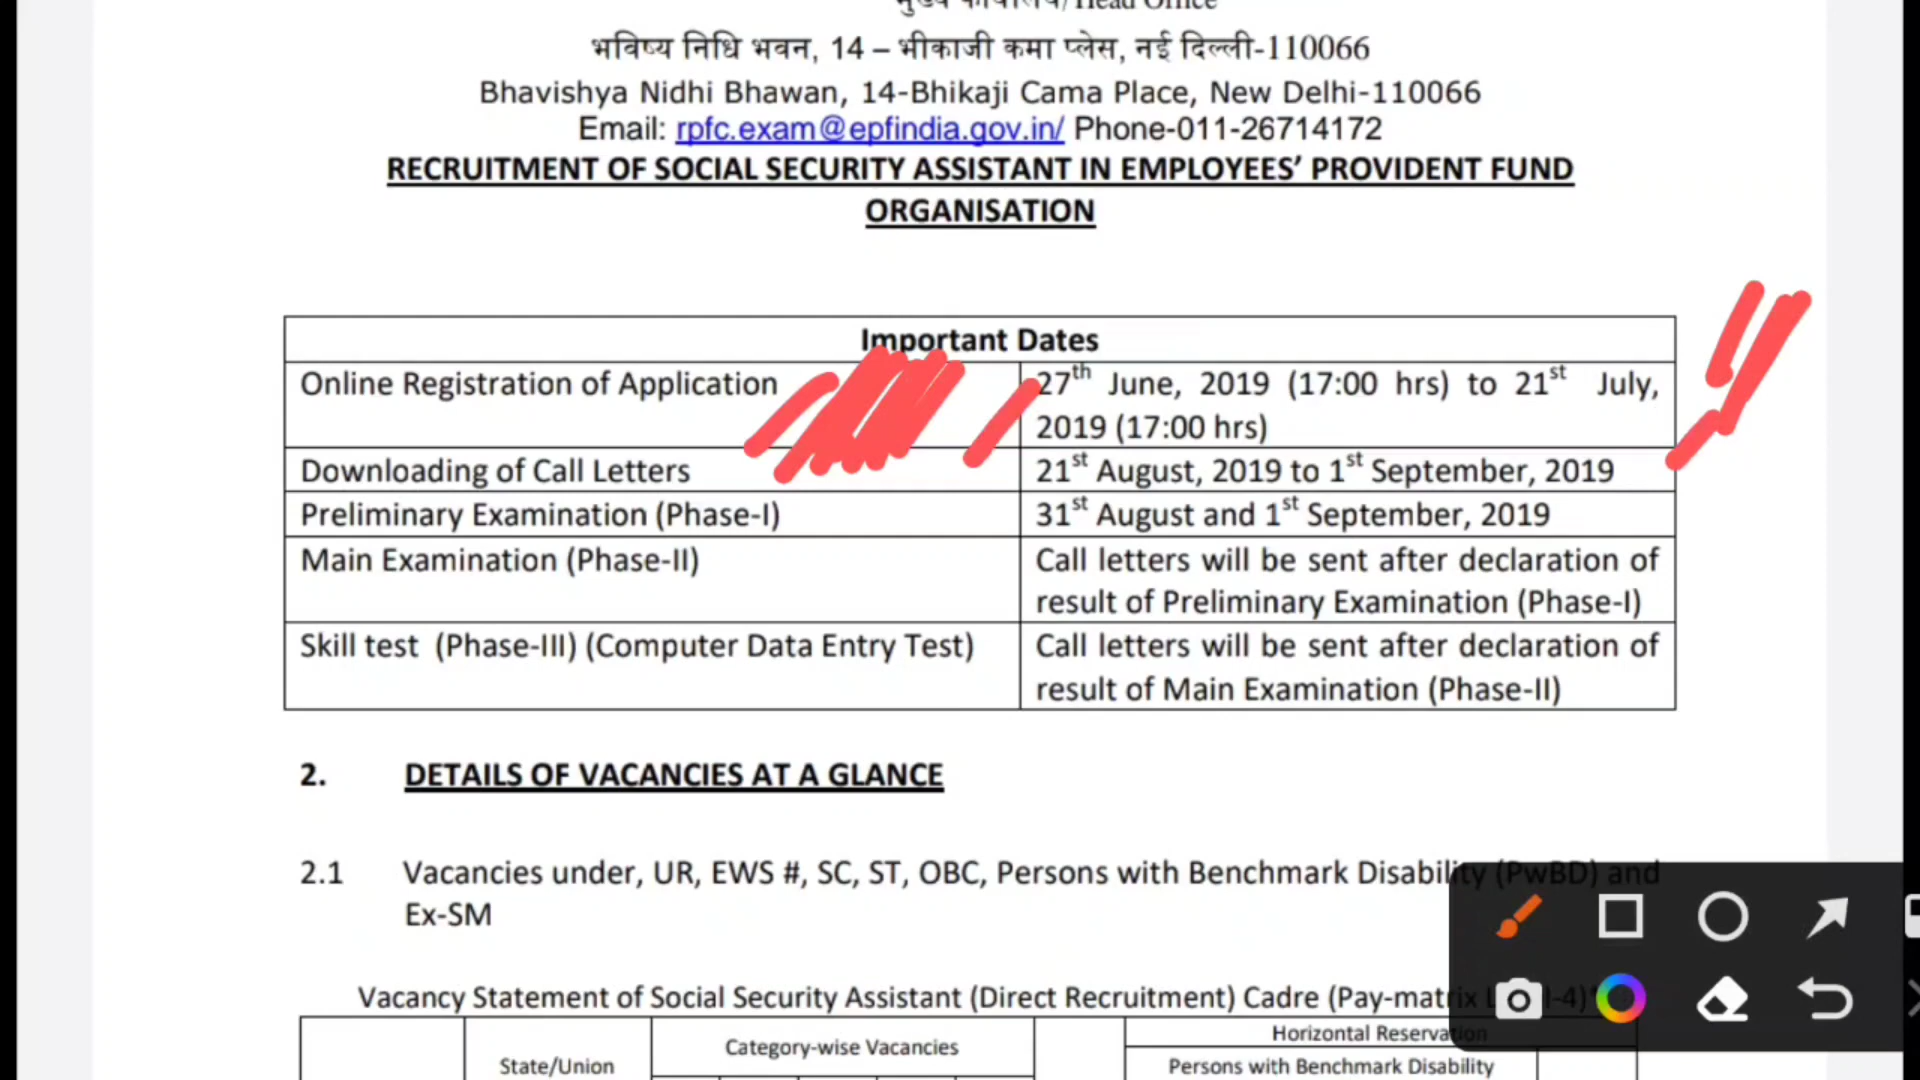 मुख्य कार्यालय/Head Office
भविष्य निधि भवन, 14 – भीकाजी कमा प्लेस, नई दिल्ली-110066
Bhavishya Nidhi Bhawan, 14-Bhikaji Cama Place, New Delhi-110066
Email: rpfc.exam@epfindia.gov.in/ Phone-011-26714172
RECRUITMENT OF SOCIAL SECURITY ASSISTANT IN EMPLOYEES’ PROVIDENT FUND
ORGANISATION
Important Dates
Online Registration of Application
27th June, 2019 (17:00 hrs) to 21st July,
2019 (17:00 hrs)
Downloading of Call Letters
21st August, 2019 to 1st September, 2019
Preliminary Examination (Phase-I)
31st August and 1st September, 2019
Main Examination (Phase-II)
Call letters will be sent after declaration of
result of Preliminary Examination (Phase-I)
Skill test (Phase-III) (Computer Data Entry Test)
Call letters will be sent after declaration of
result of Main Examination (Phase-II)
2. DETAILS OF VACANCIES AT A GLANCE
2.1 Vacancies under, UR, EWS #, SC, ST, OBC, Persons with Benchmark Disability (PwBD) and
Ex-SM
Vacancy Statement of Social Security Assistant (Direct Recruitment) Cadre (Pay-matrix
Horizontal Reservation
Category-wise Vacancies
State/Union
Persons with Benchmark Disability